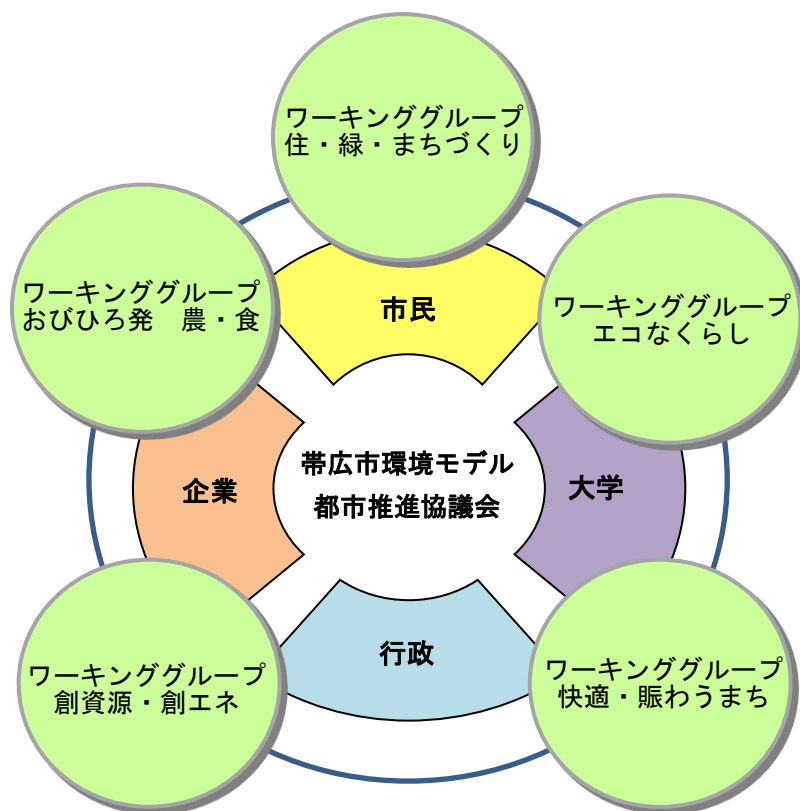 ワーキンググループ
住・緑・まちづくり
ワーキンググループ
おびひろ発　農・食
市民
ワーキンググループ
エコなくらし
企業
帯広市環境モデル
都市推進協議会
大学
行政
ワーキンググループ
創資源・創エネ
ワーキンググループ
快適・賑わうまち